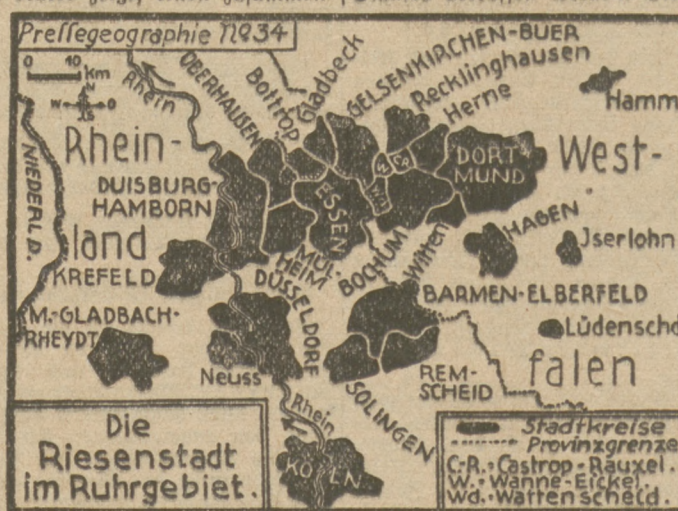 Pressegeographie No 34
0 10
Km
N
W O
S
Rhein
OBERHAUSEN
Bottrop
Gladbeck
GELSENKIRCHEN-BUER
Recklinghausen
Herne
Hamm
NIEDERLD.
Rhein-
land
West-
falen
DUISBURG-
HAMBORN
ESSEN
W.
C.R.
Wd.
DORT
MUND
HAGEN
Jserlohn
KREFELD
MÜL-
HEIM
BOCHUM
Witten
DÜSSELDORF
BARMEN-ELBERFELD
M.-GLADBACH-
RHEYDT
Lüdensch
Neuss
REM-
SCHEID
SOLINGEN
Rhein
KÖLN
Die
Riesenstadt
im Ruhrgebiet.
Stadtkreise
Provinzgrenze
C.-R.: Castrop-Rauxel.
W.: Wanne-Eickel.
Wd.: Wattenscheid.